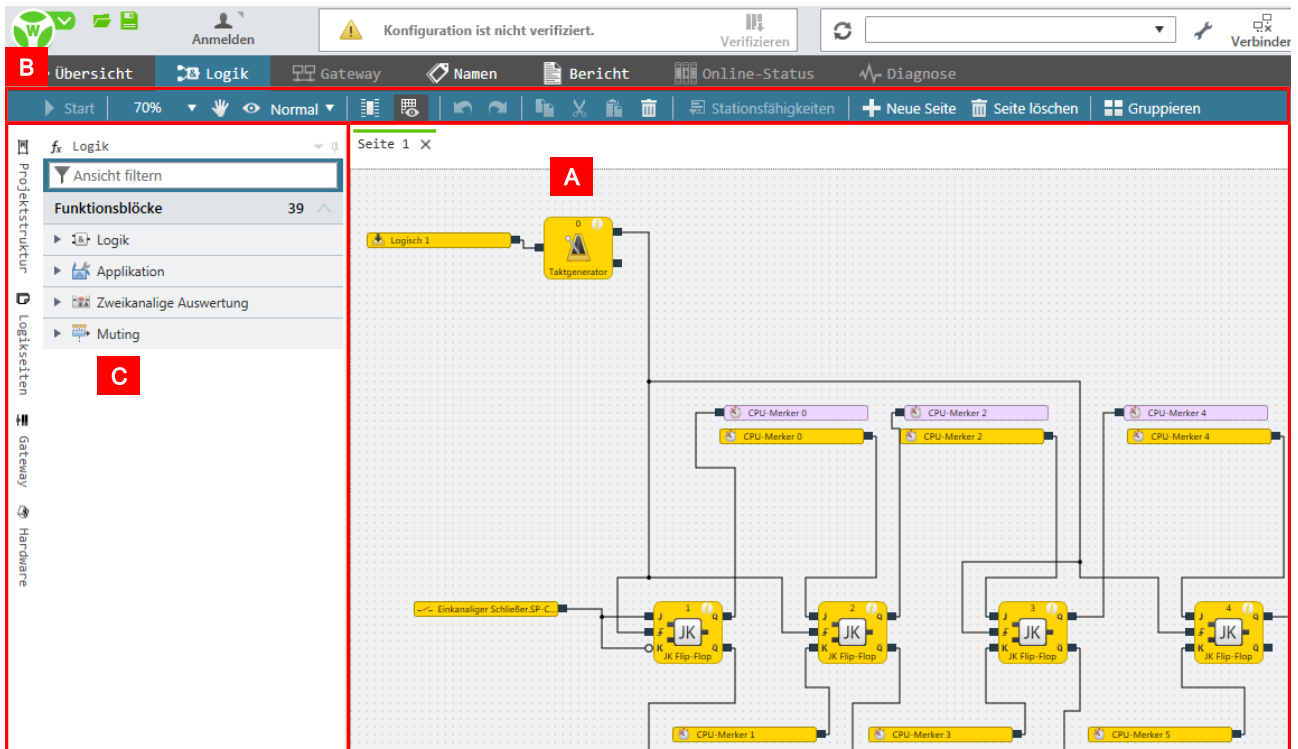 W
Anmelden
Konfiguration ist nicht verifiziert.
Verifizieren
Verbinden
B
Übersicht
Logik
Gateway
Namen
Bericht
Online-Status
Diagnose
Start
70%
Normal
Stationsfähigkeiten
Neue Seite
Seite löschen
Gruppieren
Projektstruktur
Logikseiten
Gateway
Hardware
fx Logik
Ansicht filtern
Funktionsblöcke 39
Logik
Applikation
Zweikanalige Auswertung
Muting
C
Seite 1
A
Logisch 1
0
Taktgenerator
CPU-Merker 0
CPU-Merker 2
CPU-Merker 4
CPU-Merker 0
CPU-Merker 2
CPU-Merker 4
Einkanaliger Schließer.SP-C...
1
J Q
JK
K Q
JK Flip-Flop
2
J Q
JK
K Q
JK Flip-Flop
3
J Q
JK
K Q
JK Flip-Flop
4
J Q
JK
K Q
JK Flip-Flop
CPU-Merker 1
CPU-Merker 3
CPU-Merker 5